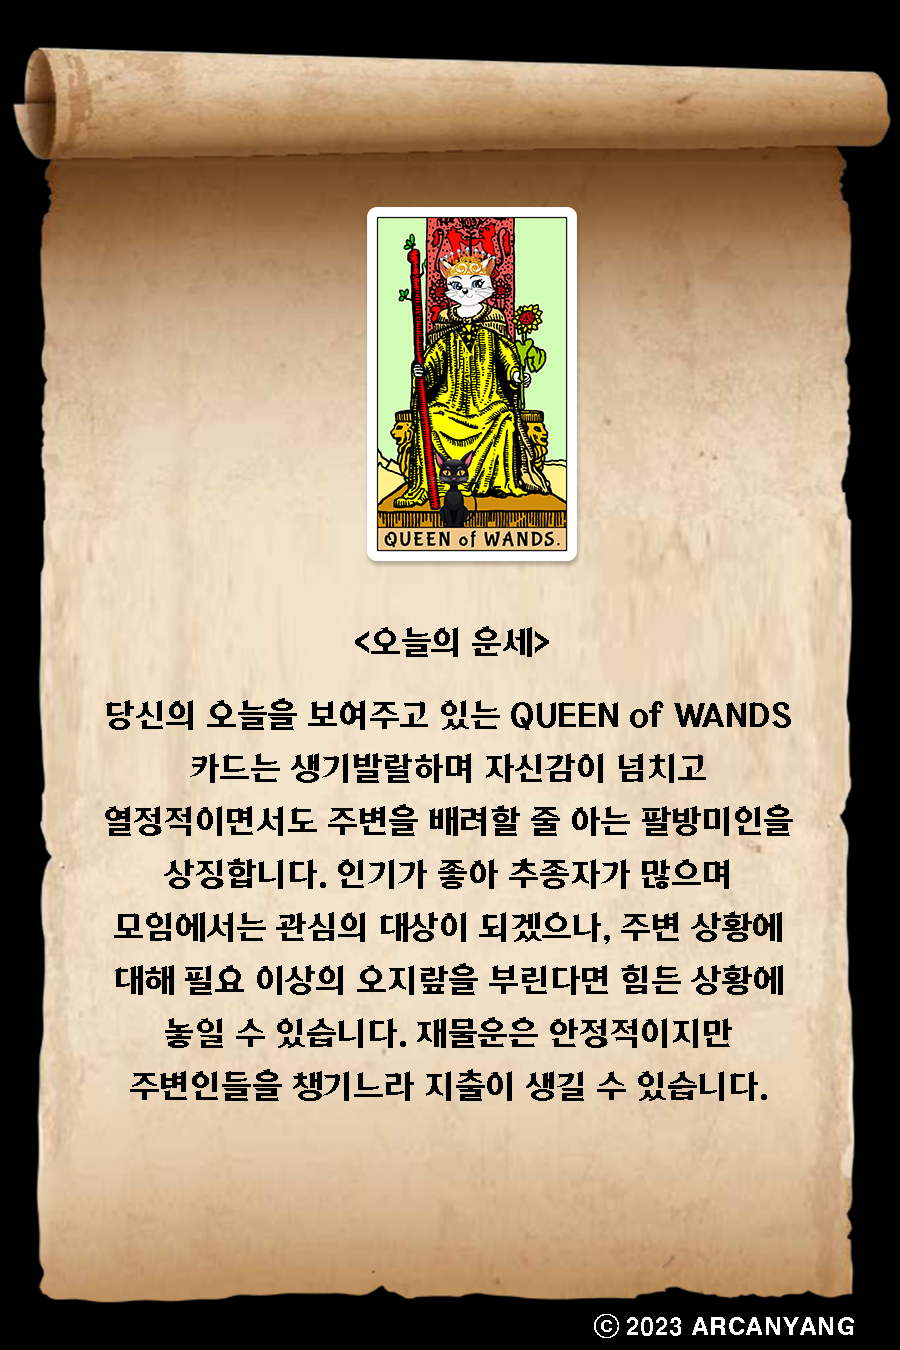 QUEEN of WANDS.
<오늘의 운세>
당신의 오늘을 보여주고 있는 QUEEN of WANDS
카드는 생기발랄하며 자신감이 넘치고
열정적이면서도 주변을 배려할 줄 아는 팔방미인을
상징합니다. 인기가 좋아 추종자가 많으며
모임에서는 관심의 대상이 되겠으나, 주변 상황에
대해 필요 이상의 오지랖을 부린다면 힘든 상황에
놓일 수 있습니다. 재물운은 안정적이지만
주변인들을 챙기느라 지출이 생길 수 있습니다.
ⓒ 2023 ARCANYANG